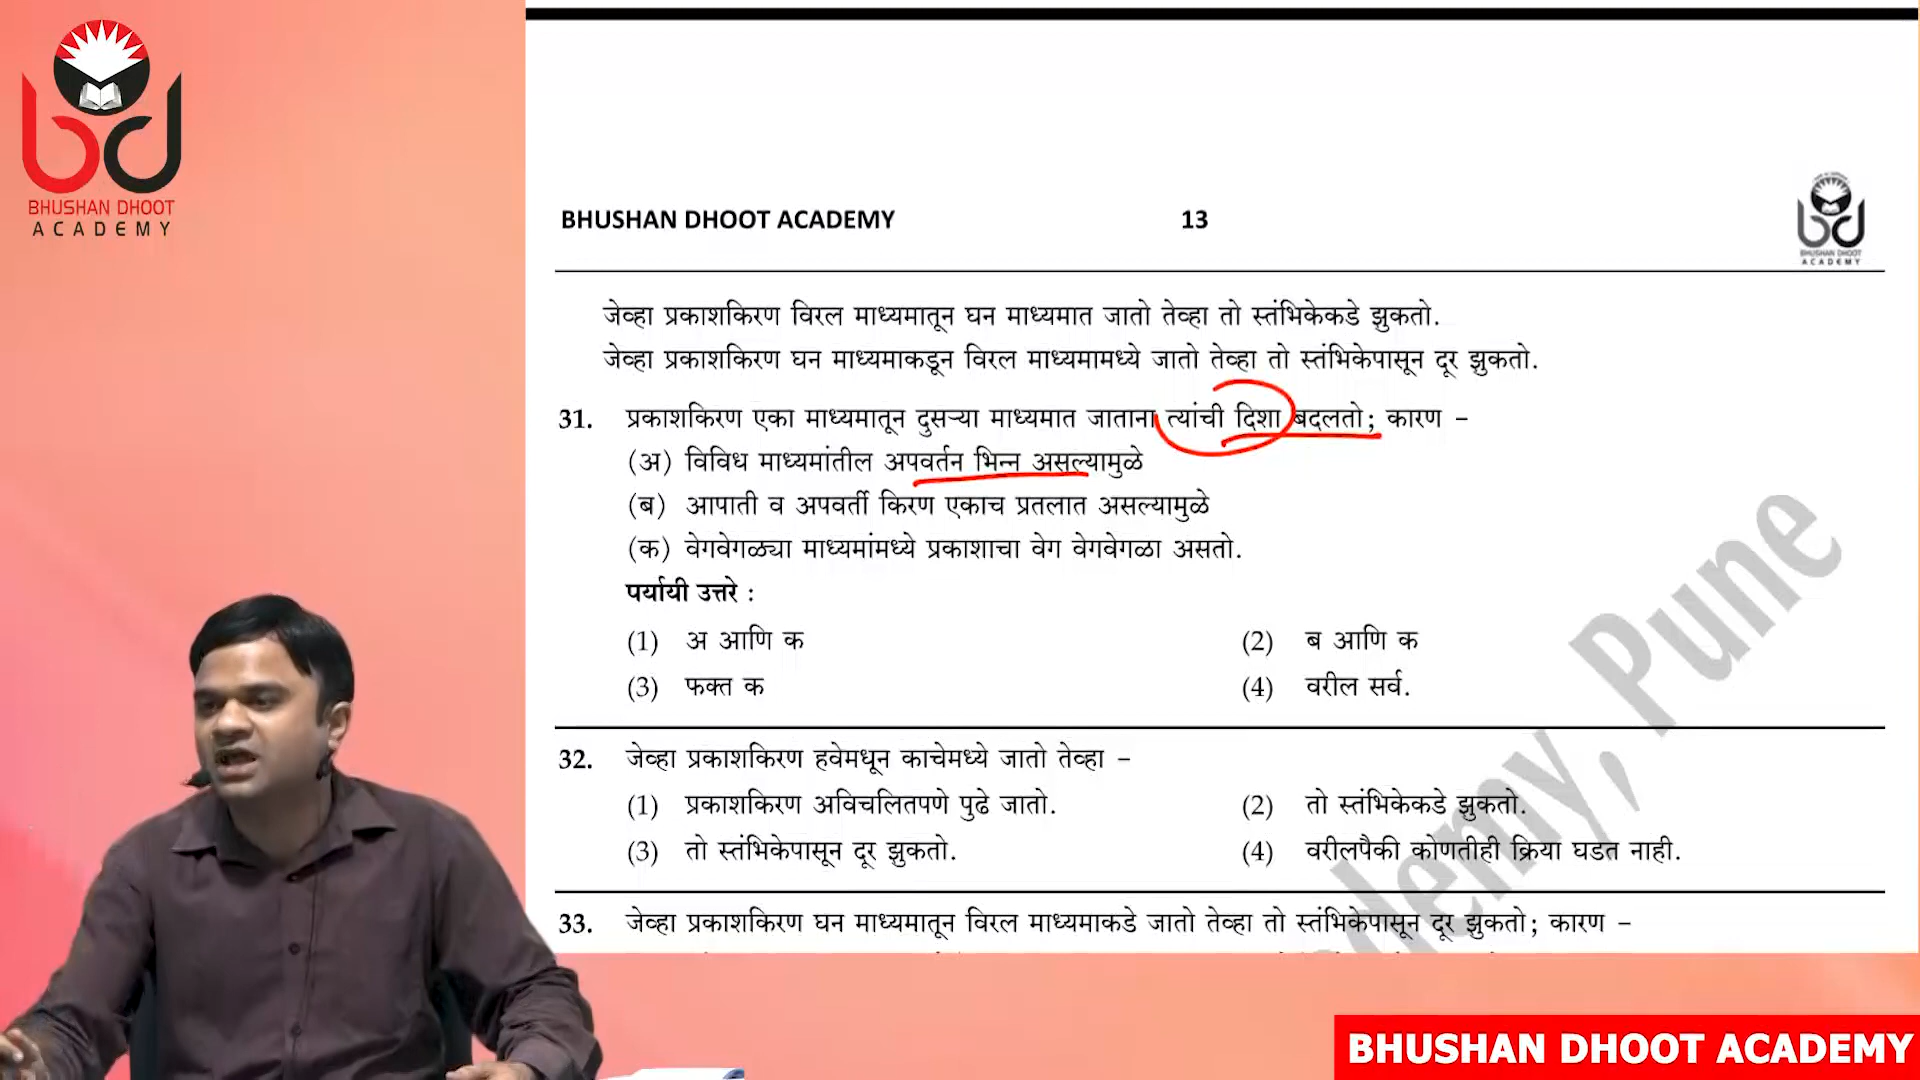 BHUSHAN DHOOT
ACADEMY
BHUSHAN DHOOT ACADEMY 13
BHUSHAN DHOOT
ACADEMY
जेव्हा प्रकाशकिरण विरल माध्यमातून घन माध्यमात जातो तेव्हा तो स्तंभिकेकडे झुकतो.
जेव्हा प्रकाशकिरण घन माध्यमाकडून विरल माध्यमामध्ये जातो तेव्हा तो स्तंभिकेपासून दूर झुकतो.
31. प्रकाशकिरण एका माध्यमातून दुसऱ्या माध्यमात जाताना त्यांची दिशा बदलतो; कारण –
(अ) विविध माध्यमांतील अपवर्तन भिन्न असल्यामुळे
(ब) आपाती व अपवर्ती किरण एकाच प्रतलात असल्यामुळे
(क) वेगवेगळ्या माध्यमांमध्ये प्रकाशाचा वेग वेगवेगळा असतो.
पर्यायी उत्तरे :
(1) अ आणि क (2) ब आणि क
(3) फक्त क (4) वरील सर्व.
32. जेव्हा प्रकाशकिरण हवेमधून काचेमध्ये जातो तेव्हा –
(1) प्रकाशकिरण अविचलितपणे पुढे जातो. (2) तो स्तंभिकेकडे झुकतो.
(3) तो स्तंभिकेपासून दूर झुकतो. (4) वरीलपैकी कोणतीही क्रिया घडत नाही.
33. जेव्हा प्रकाशकिरण घन माध्यमातून विरल माध्यमाकडे जातो तेव्हा तो स्तंभिकेपासून दूर झुकतो; कारण –
demy, Pune
BHUSHAN DHOOT ACADEMY